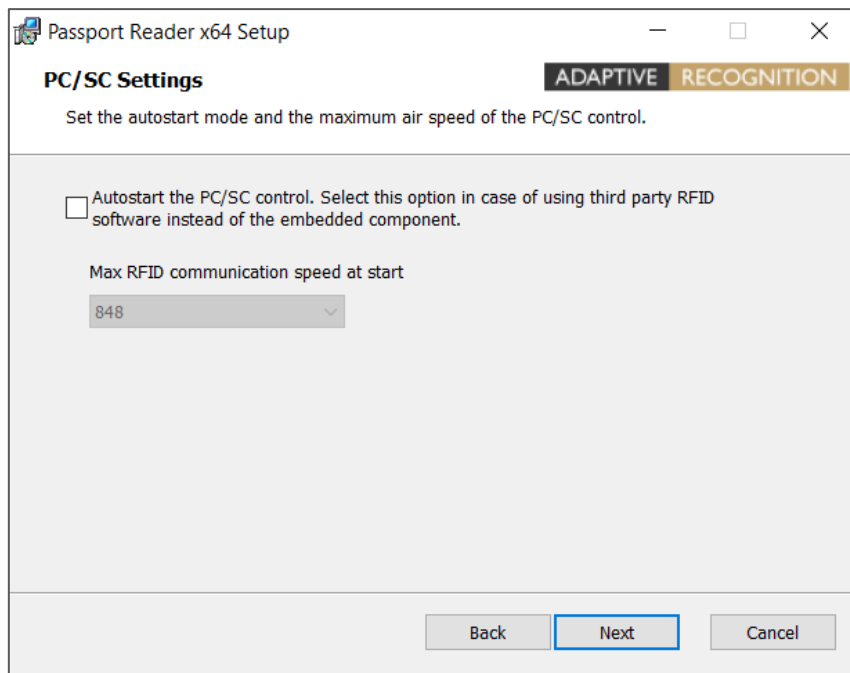 Passport Reader x64 Setup
PC/SC Settings
ADAPTIVE RECOGNITION
Set the autostart mode and the maximum air speed of the PC/SC control.
Autostart the PC/SC control. Select this option in case of using third party RFID
software instead of the embedded component.
Max RFID communication speed at start
848
Back
Next
Cancel